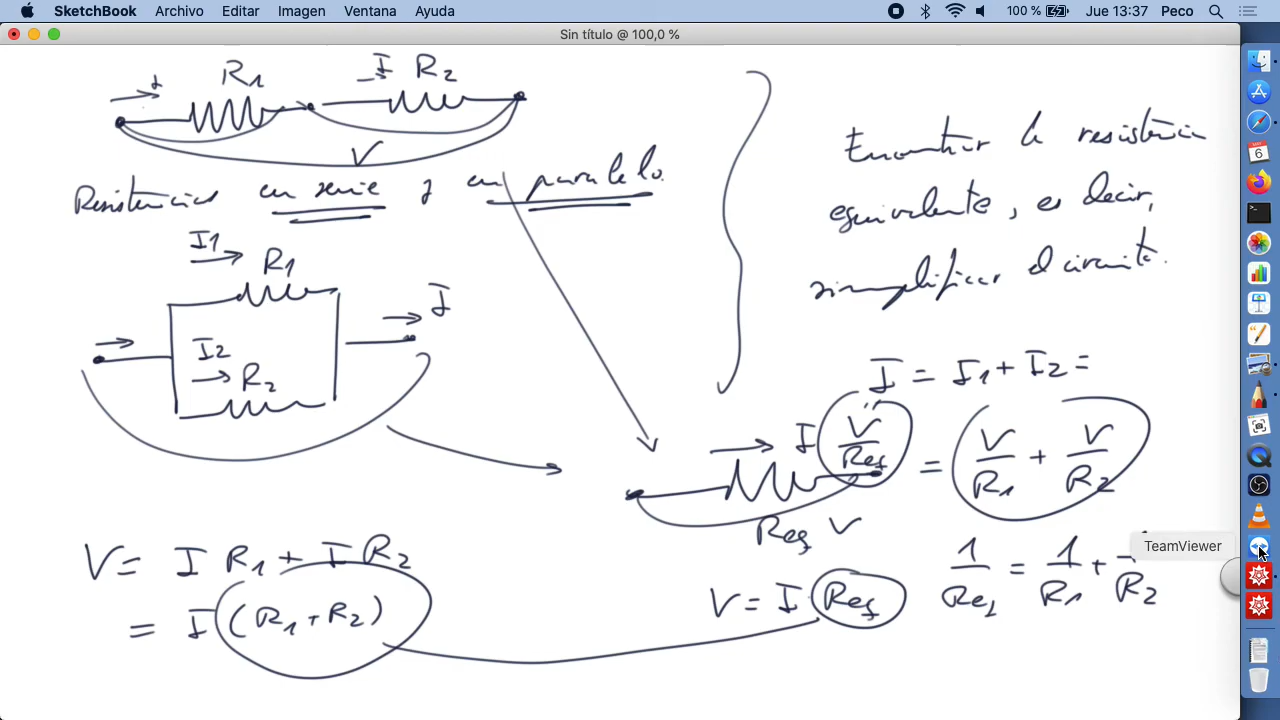 SketchBook Archivo Editar Imagen Ventana Ayuda 100 % Jue 13:37 Peco
Sin título @ 100,0 %
R1 I R2
I
V
Resistencias en serie y en paralelo.
Encontrar la resistencia
equivalente, es decir,
simplificar el circuito.
I1
R1
I
I2
R2
I = I1 + I2 =
I V/Req = V/R1 + V/R2
Req V
V = I R1 + I R2
= I (R1 + R2)
V = I Req
1/Req = 1/R1 + 1/R2
TeamViewer
6